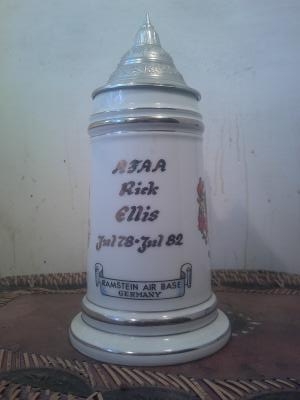 AFAA
Rick
Ellis
Jul 78 • Jul 82
RAMSTEIN AIR BASE
GERMANY